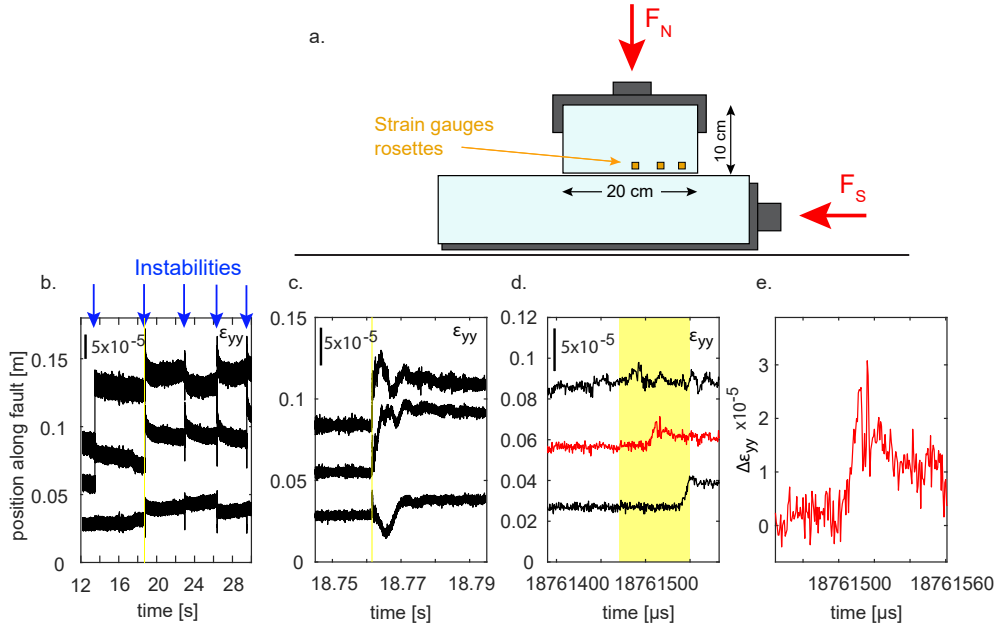 a.
F_N
Strain gauges
rosettes
10 cm
20 cm
F_S
b.
Instabilities
c.
d.
e.
position along fault [m]
0.15
0.10
0.05
0
5x10^-5
ε_yy
12 16 20 24 28
time [s]
0.15
0.1
0.05
0
5x10^-5
ε_yy
18.75 18.77 18.79
time [s]
0.12
0.1
0.08
0.06
0.04
0.02
0
5x10^-5
ε_yy
18761400 18761500
time [µs]
Δε_yy x10^-5
3
2
1
0
18761500 18761560
time [µs]